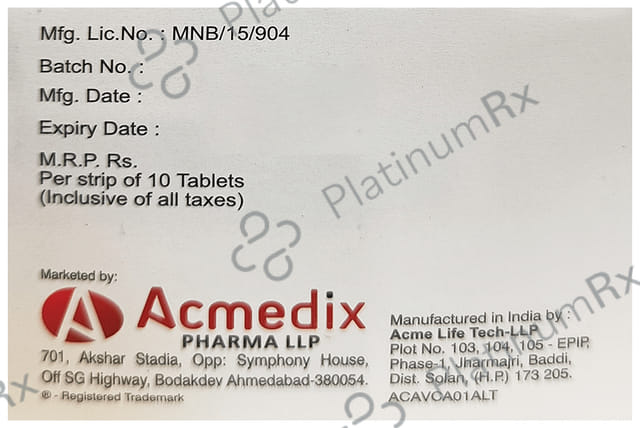 Mfg. Lic.No. : MNB/15/904
Batch No. :
Mfg. Date :
Expiry Date :
M.R.P. Rs.
Per strip of 10 Tablets
(Inclusive of all taxes)
PlatinumRx
PlatinumRx
PlatinumRx
Rx
Marketed by:
Acmedix
PHARMA LLP
701, Akshar Stadia, Opp: Symphony House,
Off SG Highway, Bodakdev Ahmedabad-380054.
® - Registered Trademark
Manufactured in India by :
Acme Life Tech-LLP
Plot No. 103, 104, 105 - EPIP,
Phase-1, Jharmajri, Baddi,
Dist. Solan, (H.P.) 173 205.
ACAVCA01ALT